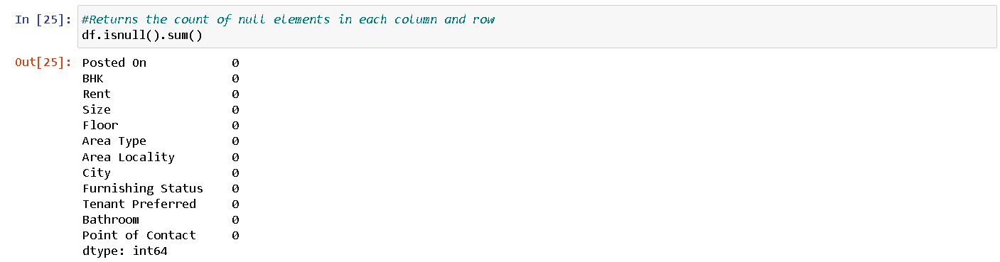 In [25]: #Returns the count of null elements in each column and row
df.isnull().sum()
Out[25]: Posted On 0
BHK 0
Rent 0
Size 0
Floor 0
Area Type 0
Area Locality 0
City 0
Furnishing Status 0
Tenant Preferred 0
Bathroom 0
Point of Contact 0
dtype: int64